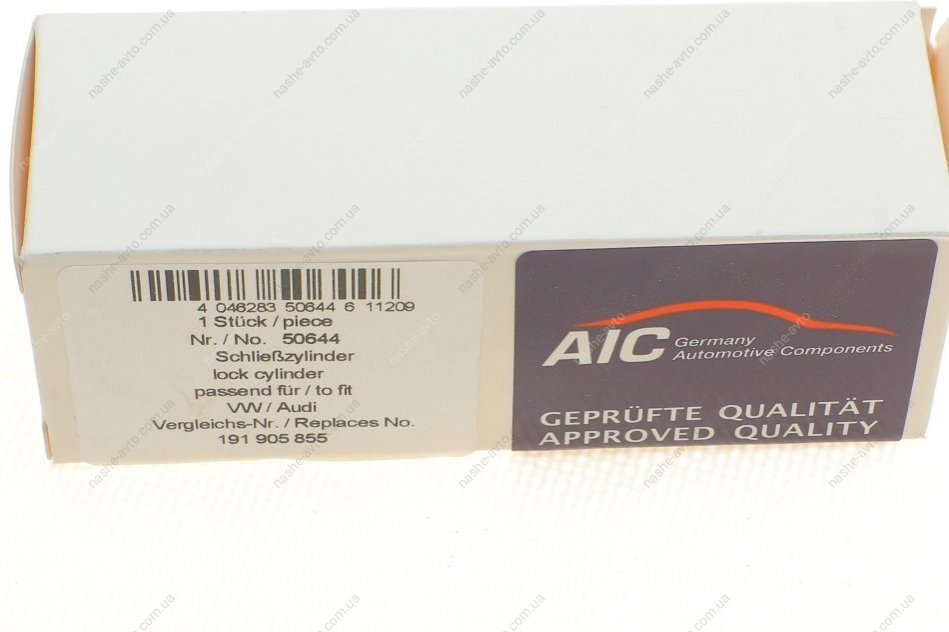 4 046283 50644 6 11209
1 Stück / piece
Nr. / No. 50644
Schließzylinder
lock cylinder
passend für / to fit
VW / Audi
Vergleichs-Nr. / Replaces No.
191 905 855
AIC Germany
Automotive Components
GEPRÜFTE QUALITÄT
APPROVED QUALITY
nashe-avto.com.ua